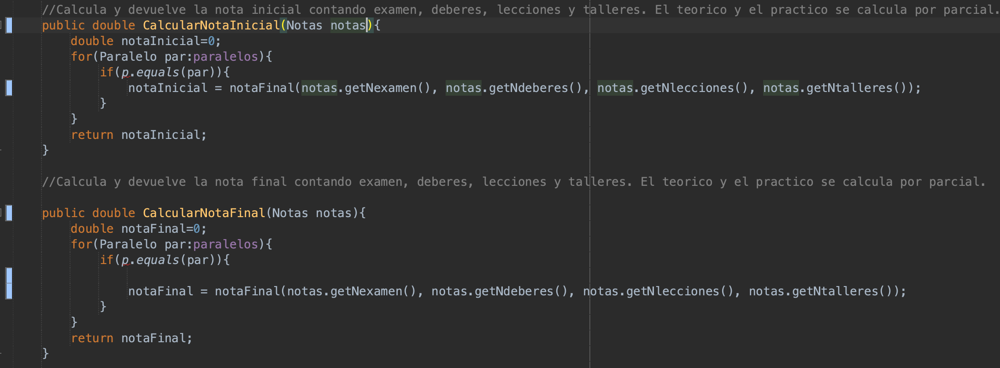 //Calcula y devuelve la nota inicial contando examen, deberes, lecciones y talleres. El teorico y el practico se calcula por parcial.
public double CalcularNotaInicial(Notas notas){
double notaInicial=0;
for(Paralelo par:paralelos){
if(p.equals(par)){
notaInicial = notaFinal(notas.getNexamen(), notas.getNdeberes(), notas.getNlecciones(), notas.getNtalleres());
}
}
return notaInicial;
}
//Calcula y devuelve la nota final contando examen, deberes, lecciones y talleres. El teorico y el practico se calcula por parcial.
public double CalcularNotaFinal(Notas notas){
double notaFinal=0;
for(Paralelo par:paralelos){
if(p.equals(par)){
notaFinal = notaFinal(notas.getNexamen(), notas.getNdeberes(), notas.getNlecciones(), notas.getNtalleres());
}
}
return notaFinal;
}